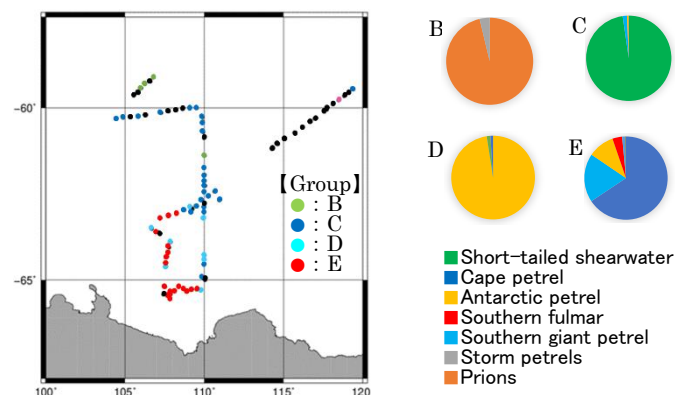 B
C
D
E
-60°
-65°
100°
105°
110°
115°
120°
【Group】
: B
: C
: D
: E
Short-tailed shearwater
Cape petrel
Antarctic petrel
Southern fulmar
Southern giant petrel
Storm petrels
Prions